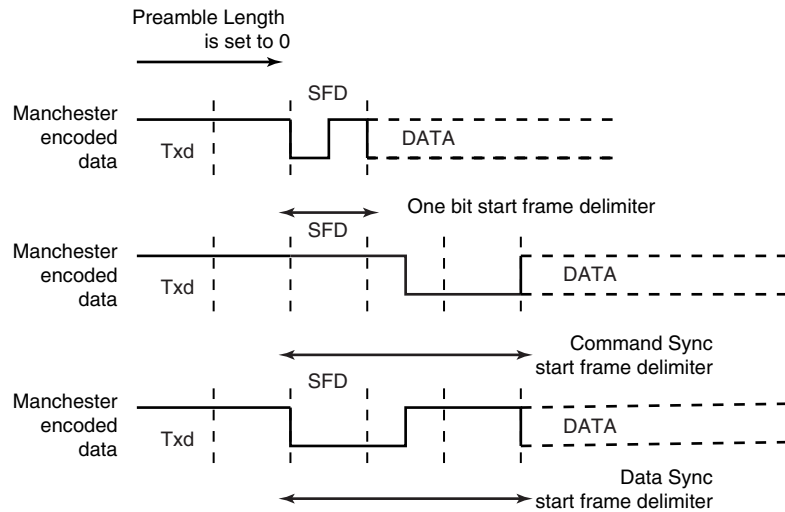 Preamble Length
is set to 0
SFD
Manchester
encoded
data
Txd
DATA
One bit start frame delimiter
SFD
Manchester
encoded
data
Txd
DATA
Command Sync
start frame delimiter
SFD
Manchester
encoded
data
Txd
DATA
Data Sync
start frame delimiter